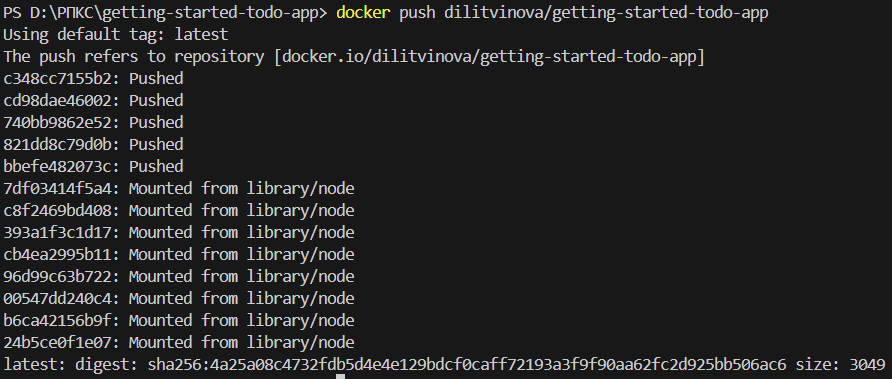 PS D:\РПКС\getting-started-todo-app> docker push dilitvinova/getting-started-todo-app
Using default tag: latest
The push refers to repository [docker.io/dilitvinova/getting-started-todo-app]
c348cc7155b2: Pushed
cd98dae46002: Pushed
740bb9862e52: Pushed
821dd8c79d0b: Pushed
bbefe482073c: Pushed
7df03414f5a4: Mounted from library/node
c8f2469bd408: Mounted from library/node
393a1f3c1d17: Mounted from library/node
cb4ea2995b11: Mounted from library/node
96d99c63b722: Mounted from library/node
00547dd240c4: Mounted from library/node
b6ca42156b9f: Mounted from library/node
24b5ce0f1e07: Mounted from library/node
latest: digest: sha256:4a25a08c4732fdb5d4e4e129bdcf0caff72193a3f9f90aa62fc2d925bb506ac6 size: 3049